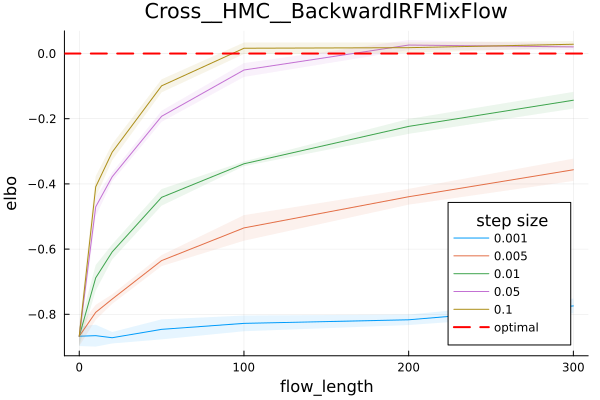 Cross__HMC__BackwardIRFMixFlow
elbo
0.0
−0.2
−0.4
−0.6
−0.8
step size
0.001
0.005
0.01
0.05
0.1
optimal
0
100
200
300
flow_length